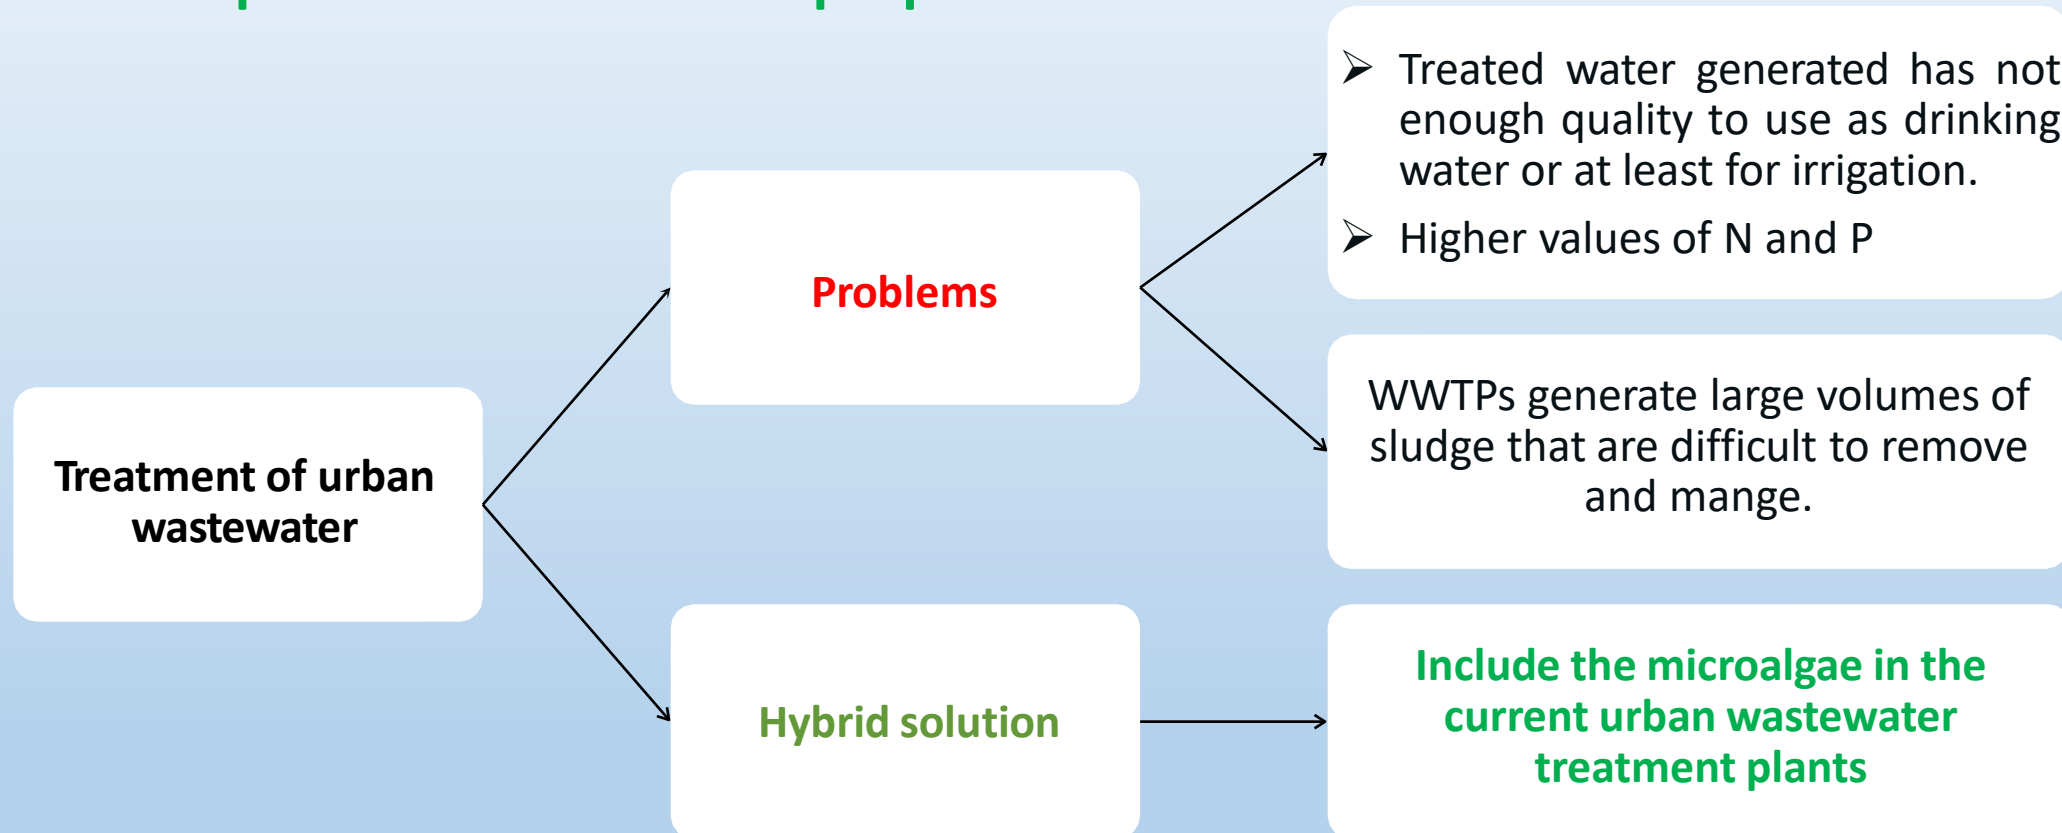 ➢ Treated water generated has not
enough quality to use as drinking
water or at least for irrigation.
➢ Higher values of N and P
Problems
WWTPs generate large volumes of
sludge that are difficult to remove
and mange.
Treatment of urban
wastewater
Hybrid solution
Include the microalgae in the
current urban wastewater
treatment plants